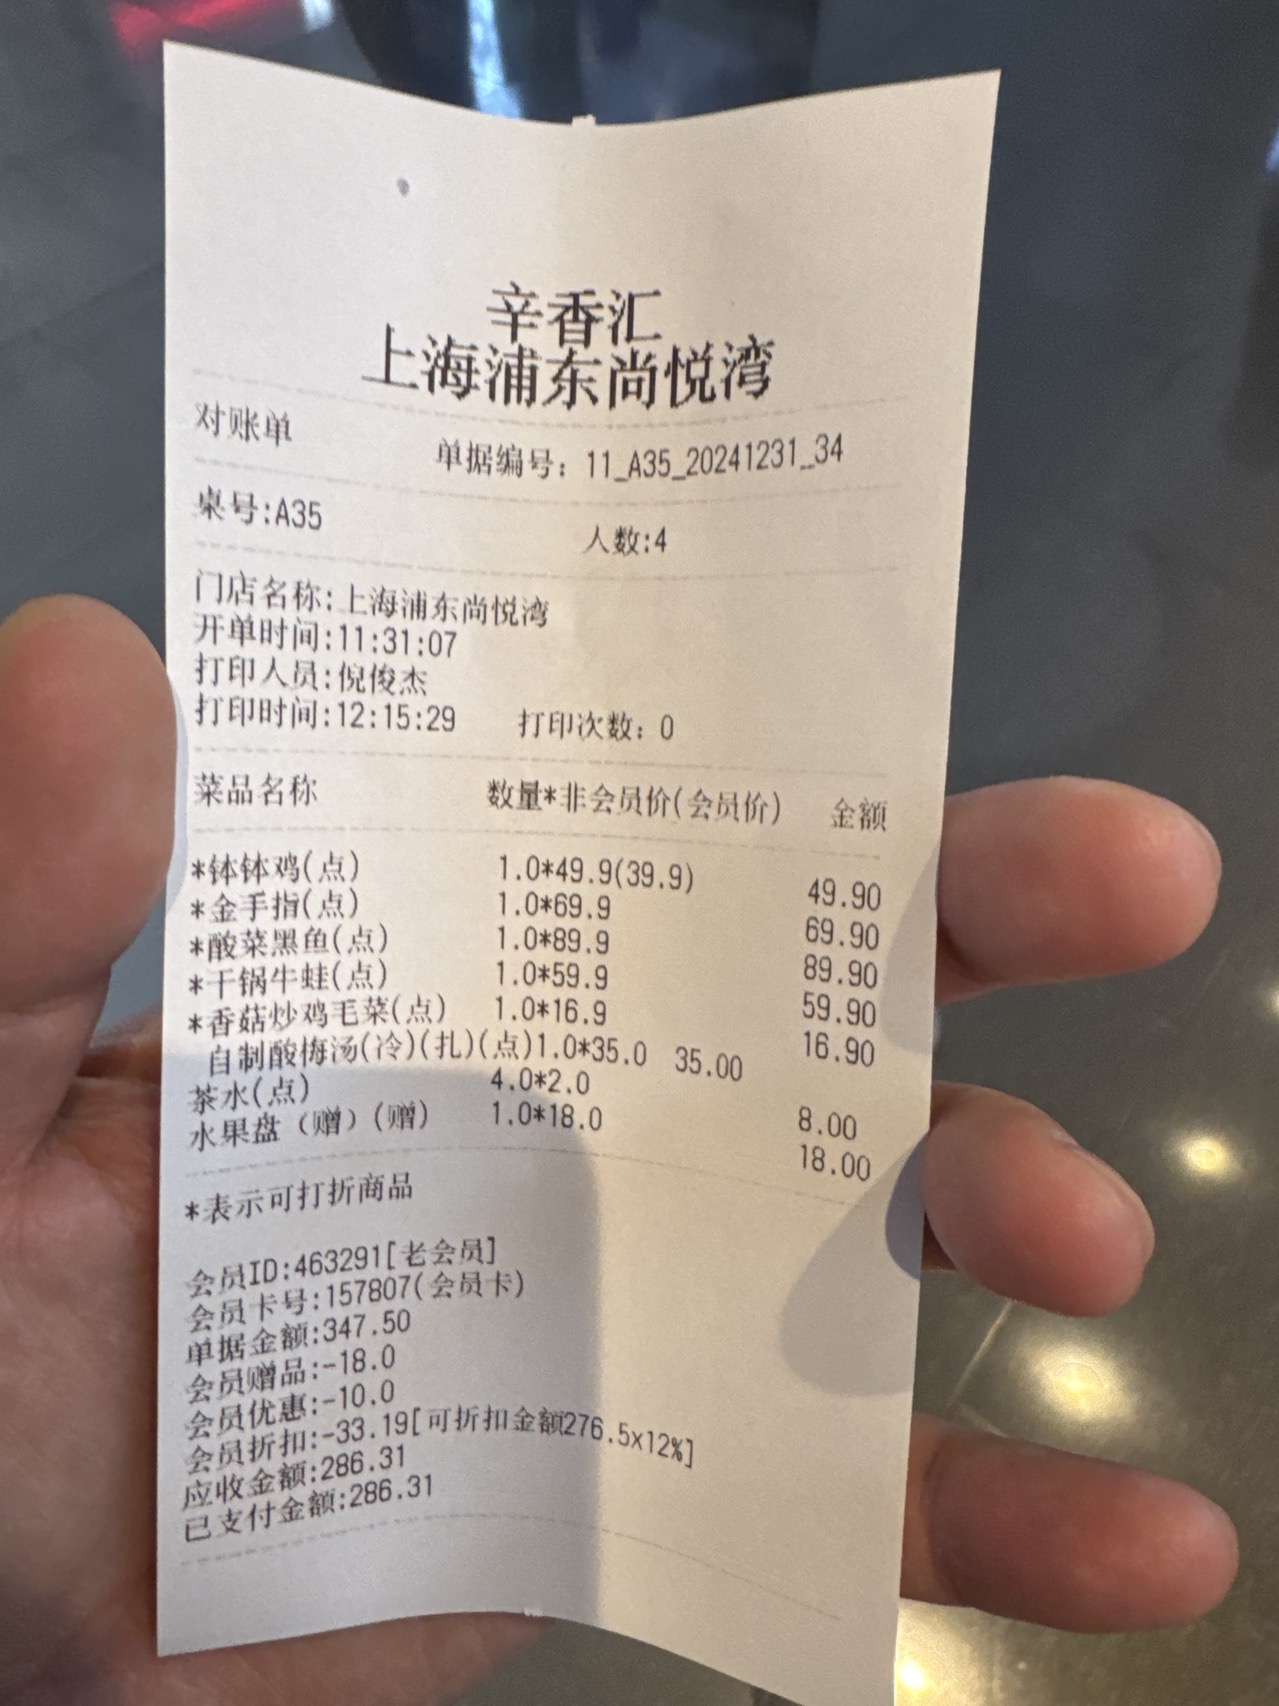 辛香汇
上海浦东尚悦湾
对账单 单据编号：11_A35_20241231_34
桌号:A35 人数:4
门店名称:上海浦东尚悦湾
开单时间:11:31:07
打印人员:倪俊杰
打印时间:12:15:29 打印次数：0
菜品名称 数量*非会员价(会员价) 金额
*钵钵鸡(点) 1.0*49.9(39.9) 49.90
*金手指(点) 1.0*69.9 69.90
*酸菜黑鱼(点) 1.0*89.9 89.90
*干锅牛蛙(点) 1.0*59.9 59.90
*香菇炒鸡毛菜(点) 1.0*16.9 16.90
自制酸梅汤(冷)(扎)(点)1.0*35.0 35.00
茶水(点) 4.0*2.0 8.00
水果盘（赠）(赠) 1.0*18.0 18.00
*表示可打折商品
会员ID:463291[老会员]
会员卡号:157807(会员卡)
单据金额:347.50
会员赠品:-18.0
会员优惠:-10.0
会员折扣:-33.19[可折扣金额276.5x12%]
应收金额:286.31
已支付金额:286.31